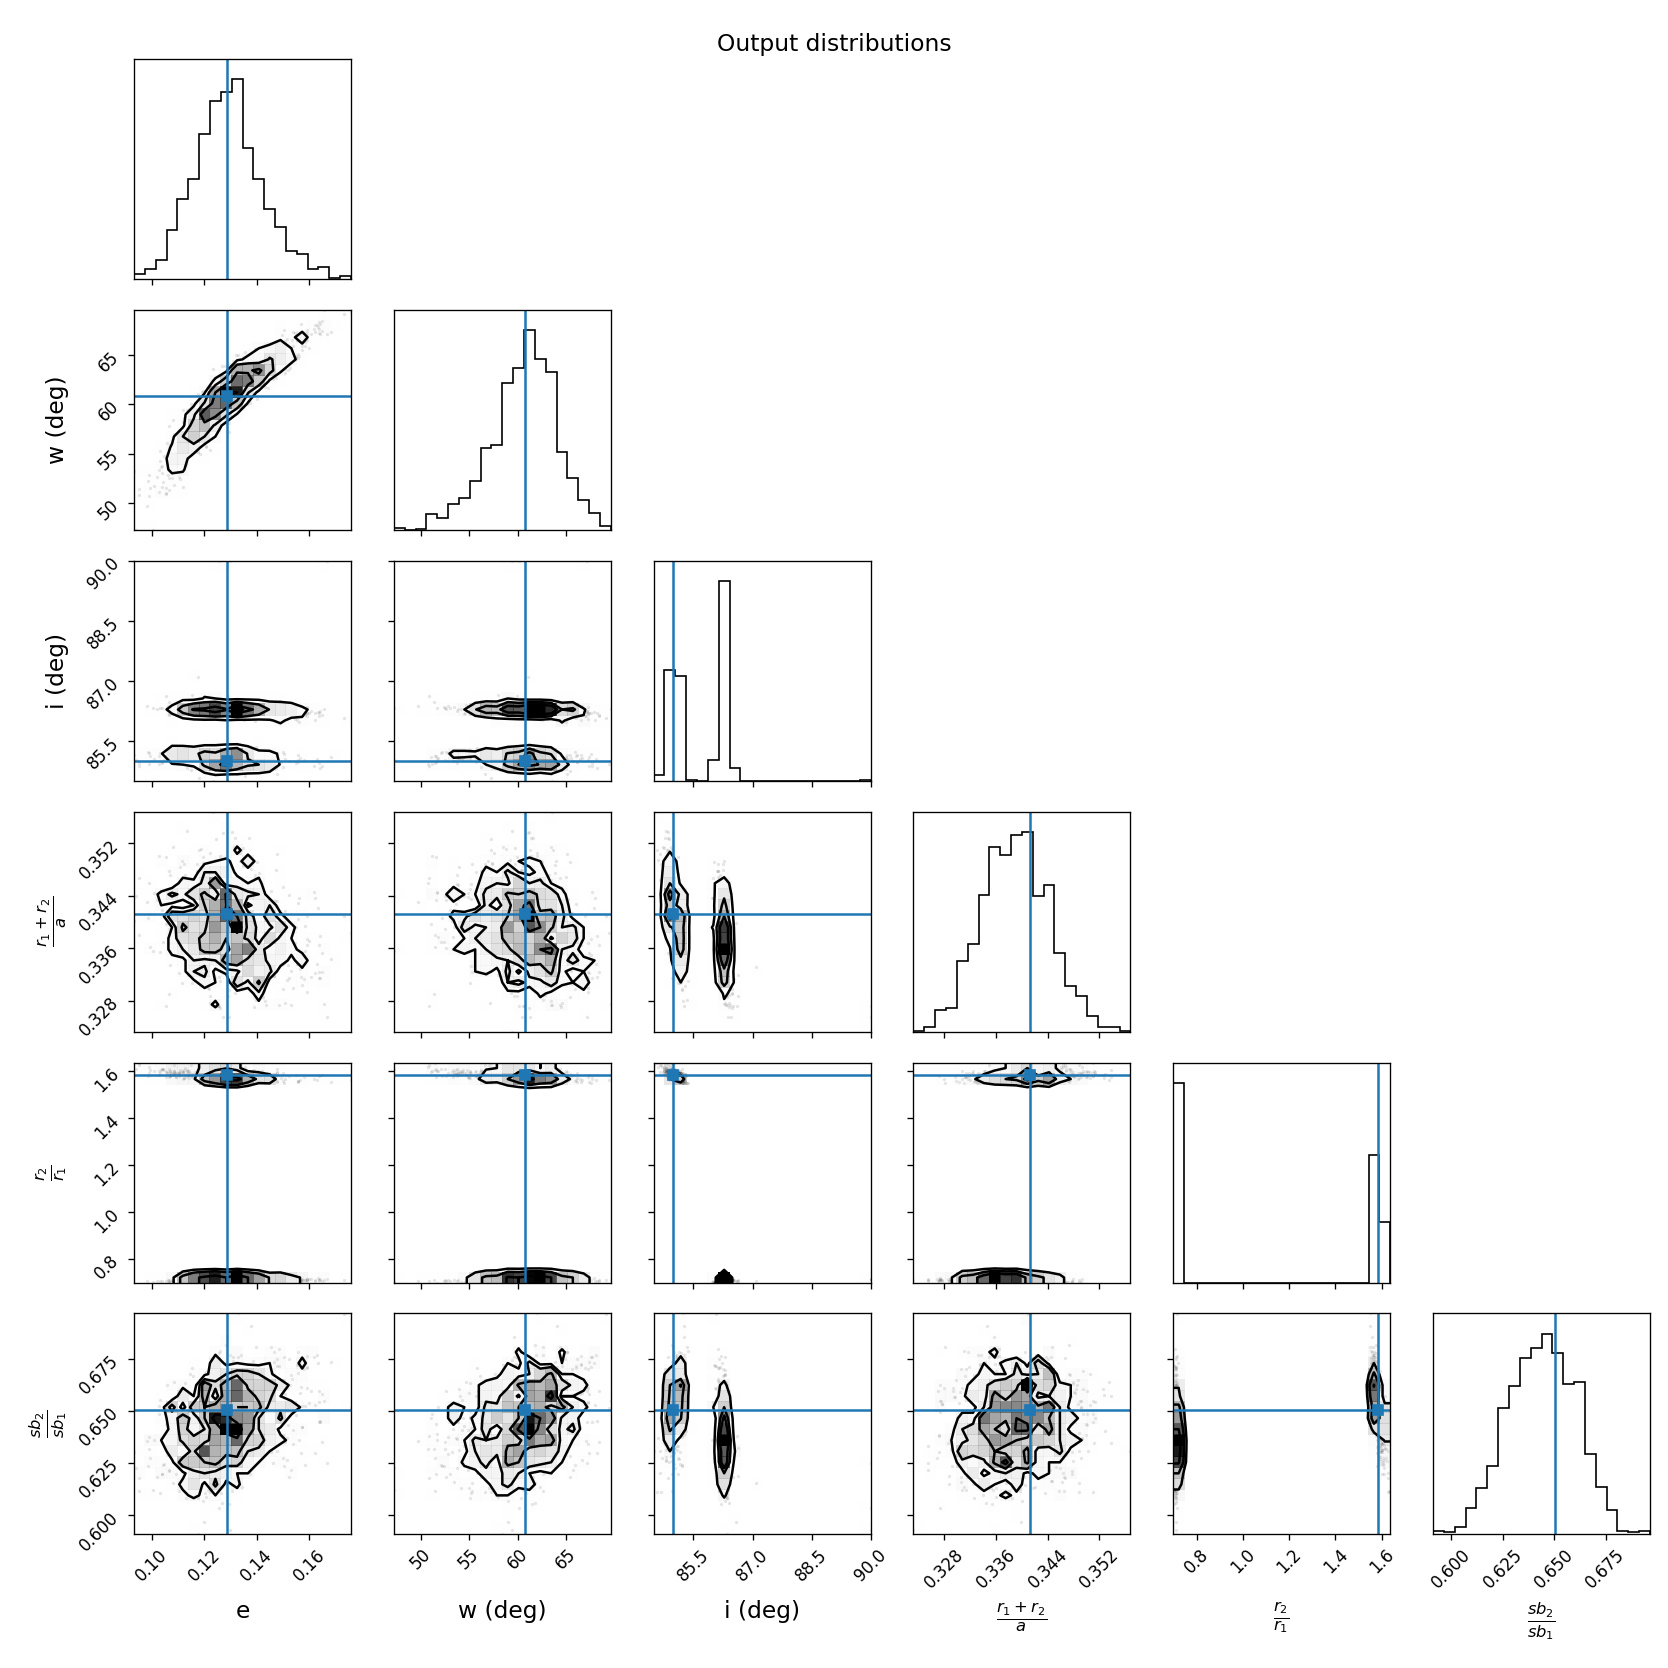 Output distributions
w (deg)
65
60
55
50
i (deg)
90.0
88.5
87.0
85.5
r₁ + r₂
a
0.352
0.344
0.336
0.328
r₂
r₁
1.6
1.4
1.2
1.0
0.8
sb₂
sb₁
0.675
0.650
0.625
0.600
0.10 0.12 0.14 0.16 50 55 60 65 85.5 87.0 88.5 90.0 0.328 0.336 0.344 0.352 0.8 1.0 1.2 1.4 1.6 0.600 0.625 0.650 0.675
e w (deg) i (deg) r₁ + r₂ r₂ sb₂
a r₁ sb₁